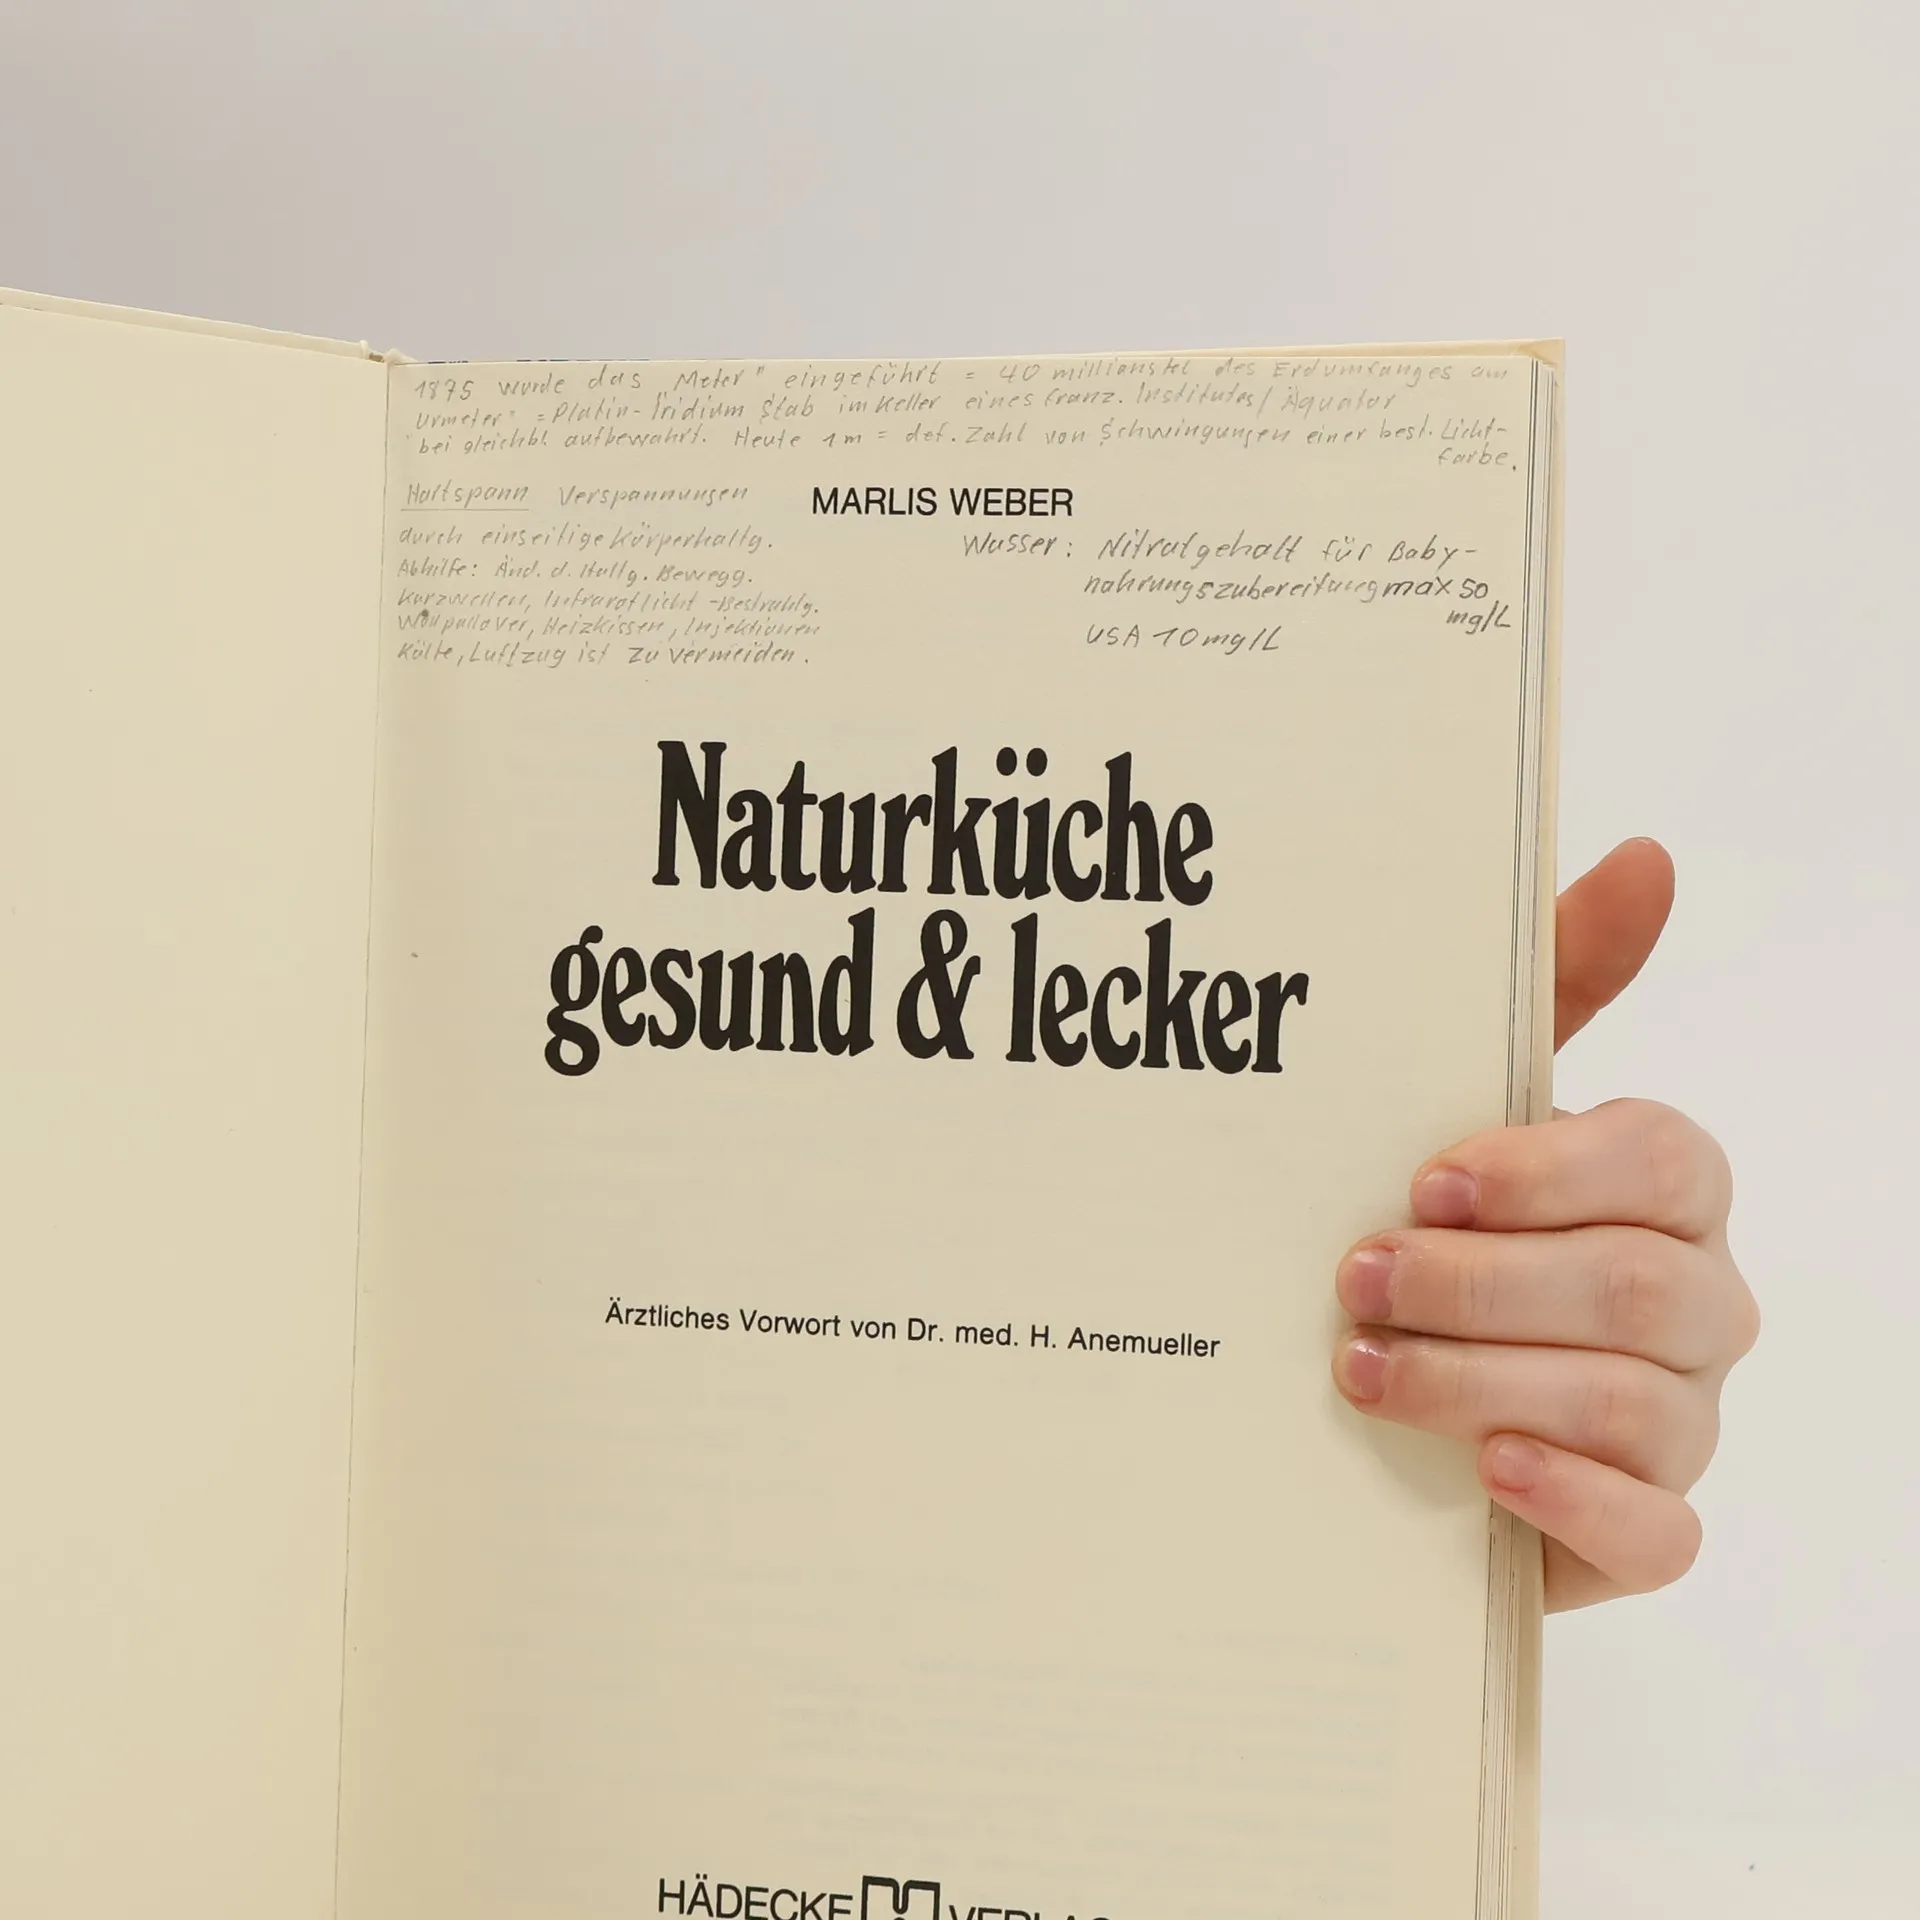 1875 wurde das „Meter" eingeführt = 40 millionstel des Erdumfanges am
Urmeter" = Platin-Iridium Stab im Keller eines franz. Institutes/ Äquator
bei gleichbl. aufbewahrt. Heute 1 m = def. Zahl von Schwingungen einer best. Licht-
farbe.
Hartspann Verspannungen
durch einseitige Körperhaltg.
Abhilfe: Änd. d. Haltg. Bewegg.
Kurzwellen, Infrarotlicht -Bestrahlg.
Wollpullover, Heizkissen, Injektionen
Kälte, Luftzug ist zu vermeiden.
MARLIS WEBER
Wasser: Nitratgehalt für Baby-
nahrungszubereitung max 50
mg/L
USA 10 mg/L
Naturküche
gesund & lecker
Ärztliches Vorwort von Dr. med. H. Anemueller
HÄDECKE VERLAG